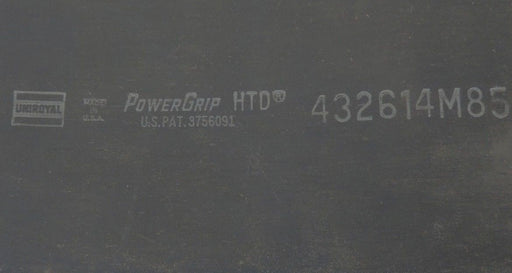 UNIROYAL
MADE
IN
U.S.A.
POWERGRIP HTD®
U.S. PAT. 3756091
432614M85